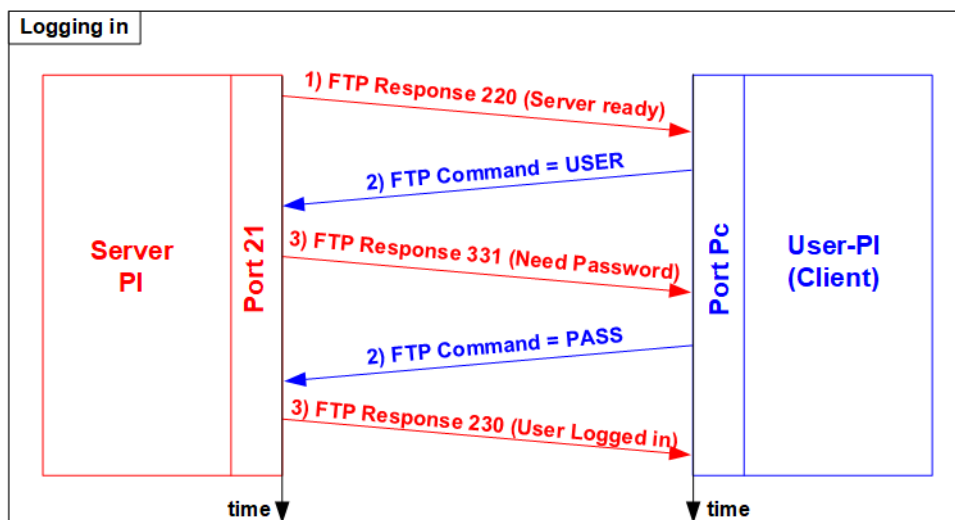 Logging in
1) FTP Response 220 (Server ready)
2) FTP Command = USER
3) FTP Response 331 (Need Password)
2) FTP Command = PASS
3) FTP Response 230 (User Logged in)
Server
PI
Port 21
Port Pc
User-PI
(Client)
time
time